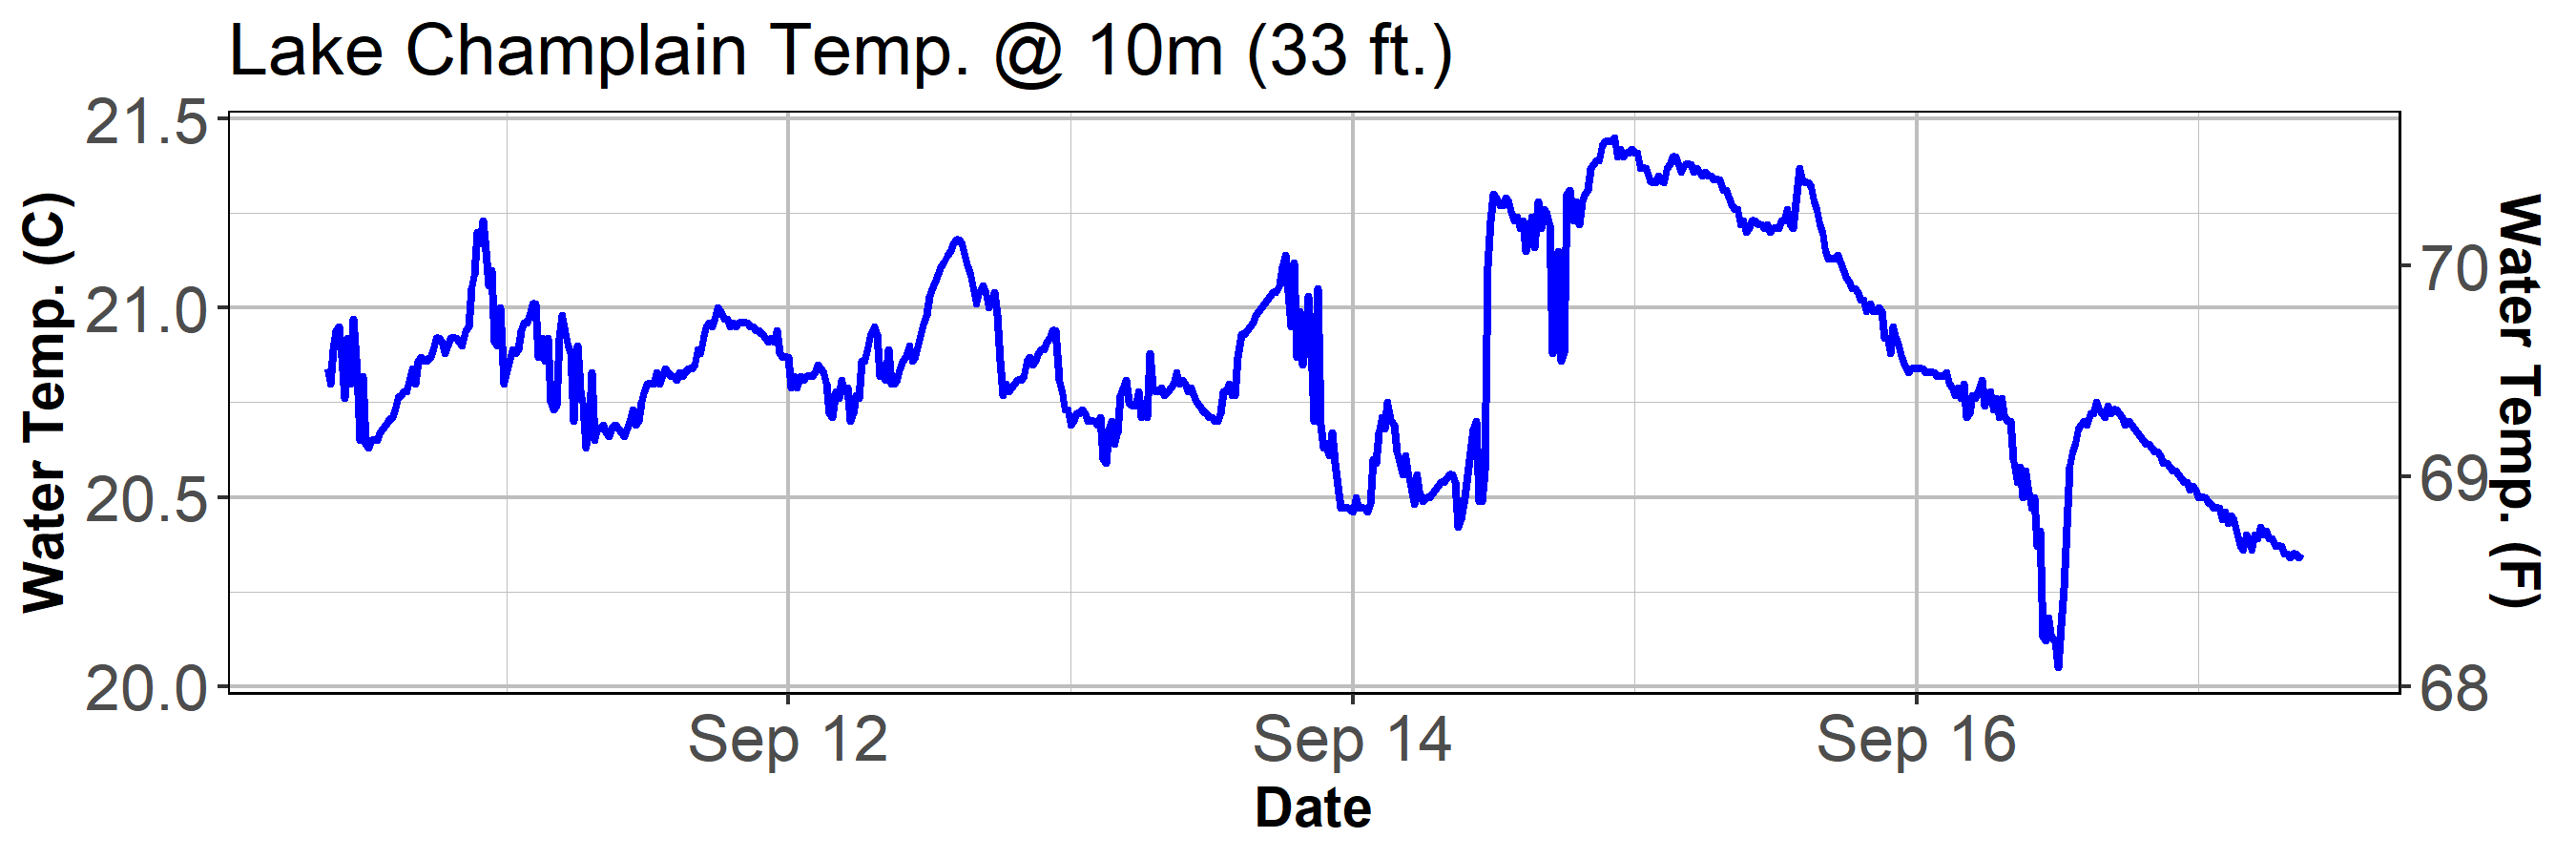 Lake Champlain Temp. @ 10m (33 ft.)
Water Temp. (C)
21.5
21.0
20.5
20.0
70
69
68
Water Temp. (F)
Sep 12
Sep 14
Sep 16
Date